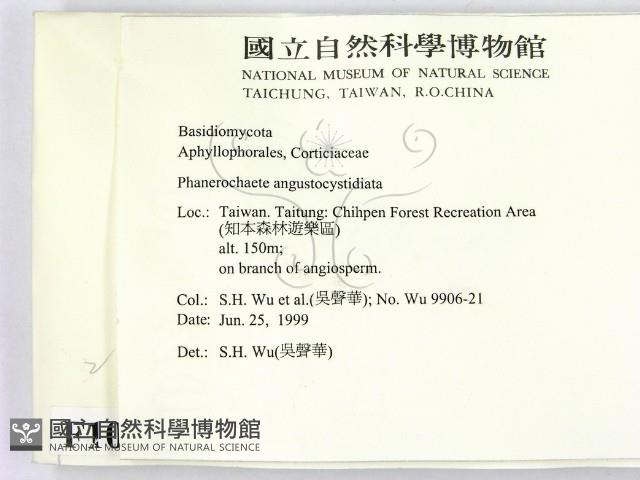 國立自然科學博物館
NATIONAL MUSEUM OF NATURAL SCIENCE
TAICHUNG, TAIWAN, R.O.CHINA
Basidiomycota
Aphyllophorales, Corticiaceae
Phanerochaete angustocystidiata
Loc.: Taiwan. Taitung: Chihpen Forest Recreation Area
(知本森林遊樂區)
alt. 150m;
on branch of angiosperm.
Col.: S.H. Wu et al.(吳聲華); No. Wu 9906-21
Date: Jun. 25, 1999
Det.: S.H. Wu(吳聲華)
國立自然科學博物館
NATIONAL MUSEUM OF NATURAL SCIENCE